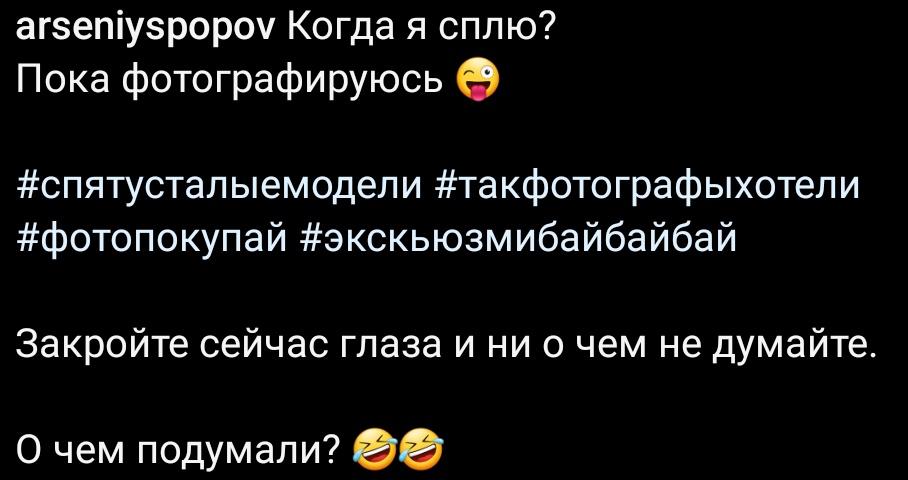 arseniyspopov Когда я сплю?
Пока фотографируюсь 😜
#спятусталыемодели #такфотографыхотели
#фотопокупай #экскьюзмибайбайбай
Закройте сейчас глаза и ни о чем не думайте.
О чем подумали? 🤣🤣